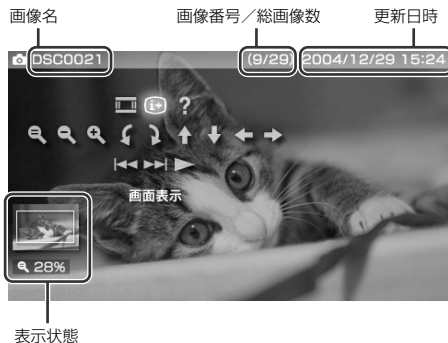 画像名 画像番号／総画像数 更新日時
DSC0021 (9/29) 2004/12/29 15:24
i+ ?
画面表示
28%
表示状態